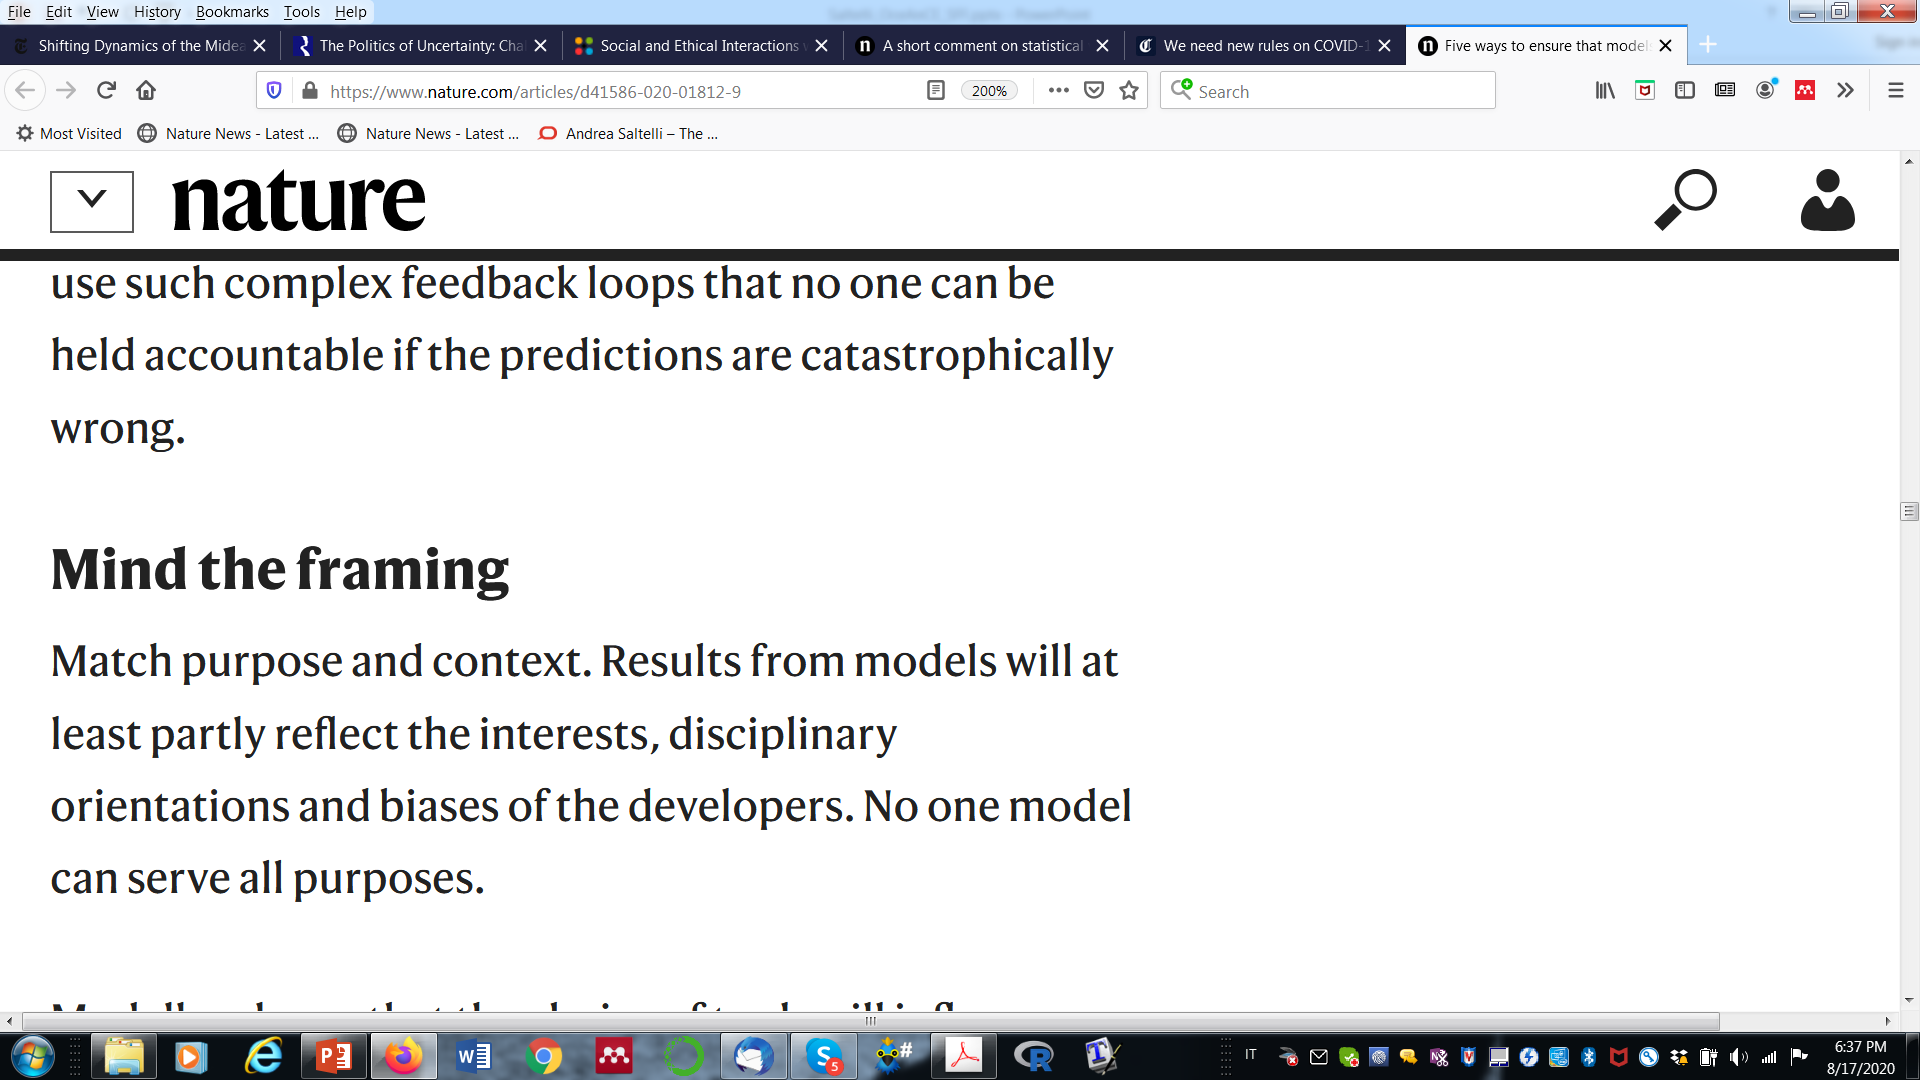 File Edit View History Bookmarks Tools Help
Shifting Dynamics of the Midea
The Politics of Uncertainty: Cha
Social and Ethical Interactions
A short comment on statistical
We need new rules on COVID-1
Five ways to ensure that models
https://www.nature.com/articles/d41586-020-01812-9
200%
Search
Most Visited
Nature News - Latest ...
Nature News - Latest ...
Andrea Saltelli – The ...
nature
use such complex feedback loops that no one can be
held accountable if the predictions are catastrophically
wrong.
Mind the framing
Match purpose and context. Results from models will at
least partly reflect the interests, disciplinary
orientations and biases of the developers. No one model
can serve all purposes.
IT
6:37 PM
8/17/2020